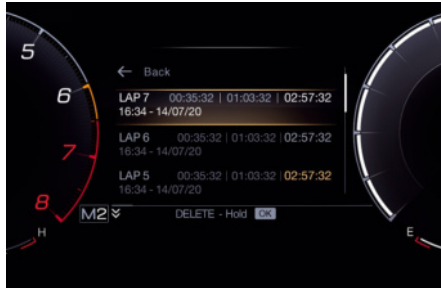 5
6
7
8
← Back
LAP 7 00:35:32 | 01:03:32 | 02:57:32
16:34 - 14/07/20
LAP 6 00:35:32 | 01:03:32 | 02:57:32
16:34 - 14/07/20
LAP 5 00:35:32 | 01:03:32 | 02:57:32
16:34 - 14/07/20
M2 DELETE - Hold OK
H
E